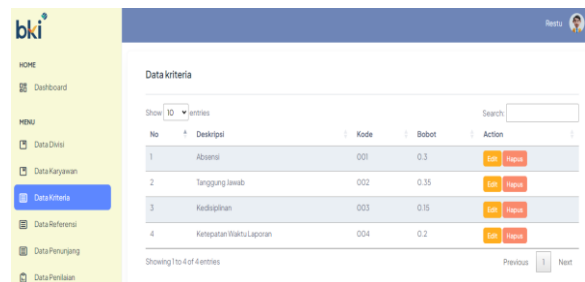 bki
Restu
HOME
Dashboard
MENU
Data Divisi
Data Karyawan
Data Kriteria
Data Referensi
Data Penunjang
Data Penilaian
Data kriteria
Show 10 entries
Search:
No Deskripsi Kode Bobot Action
1 Absensi 001 0.3 Edit Hapus
2 Tanggung Jawab 002 0.35 Edit Hapus
3 Kedisiplinan 003 0.15 Edit Hapus
4 Ketepatan Waktu Laporan 004 0.2 Edit Hapus
Showing 1 to 4 of 4 entries
Previous 1 Next